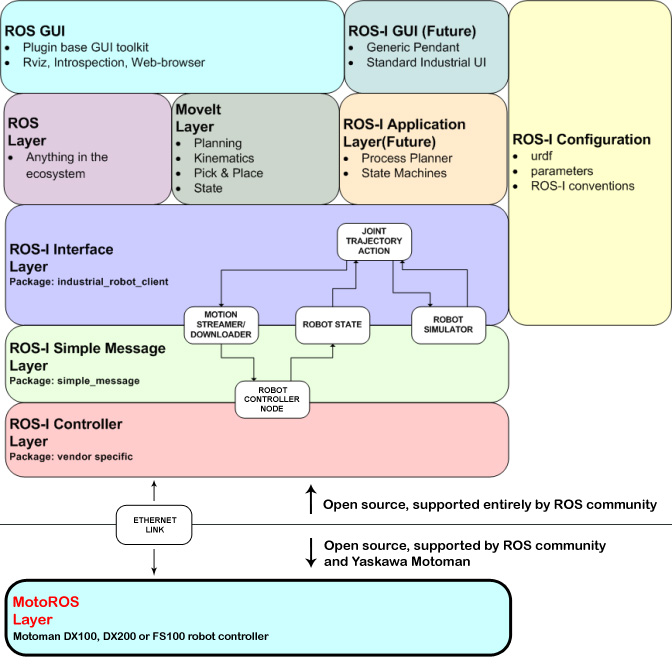 ROS GUI
• Plugin base GUI toolkit
• Rviz, Introspection, Web-browser
ROS-I GUI (Future)
• Generic Pendant
• Standard Industrial UI
ROS
Layer
• Anything in the
ecosystem
MoveIt
Layer
• Planning
• Kinematics
• Pick & Place
• State
ROS-I Application
Layer(Future)
• Process Planner
• State Machines
ROS-I Configuration
• urdf
• parameters
• ROS-I conventions
ROS-I Interface
Layer
Package: industrial_robot_client
JOINT
TRAJECTORY
ACTION
MOTION
STREAMER/
DOWNLOADER
ROBOT STATE
ROBOT
SIMULATOR
ROS-I Simple Message
Layer
Package: simple_message
ROBOT
CONTROLLER
NODE
ROS-I Controller
Layer
Package: vendor specific
ETHERNET
LINK
Open source, supported entirely by ROS community
Open source, supported by ROS community
and Yaskawa Motoman
MotoROS
Layer
Motoman DX100, DX200 or FS100 robot controller